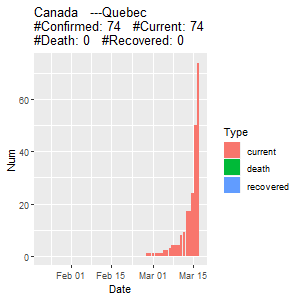 Canada   ---Quebec
#Confirmed: 74   #Current: 74
#Death: 0   #Recovered: 0
60
40
20
0
Num
Feb 01   Feb 15   Mar 01   Mar 15
Date
Type
current
death
recovered